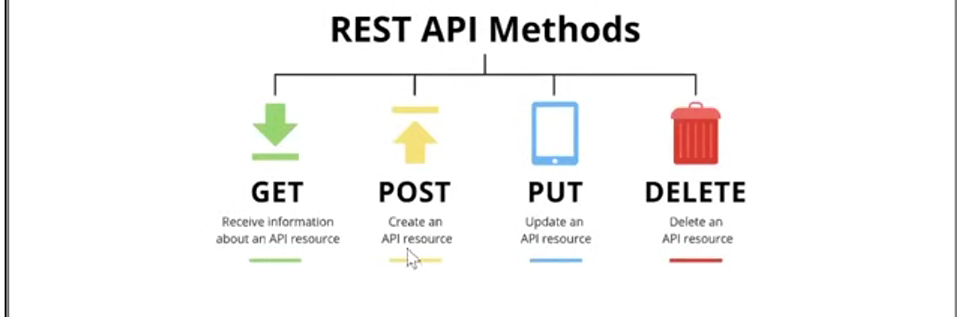 REST API Methods
GET
Receive information
about an API resource
POST
Create an
API resource
PUT
Update an
API resource
DELETE
Delete an
API resource